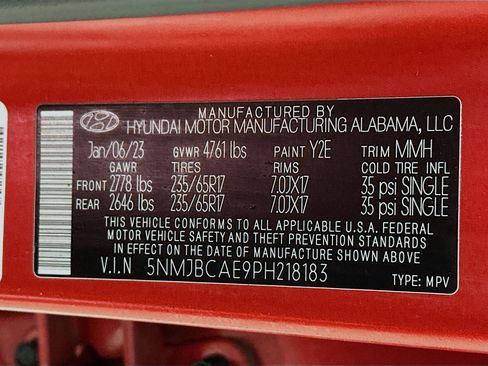 MANUFACTURED BY
HYUNDAI MOTOR MANUFACTURING ALABAMA, LLC
Jan/06/23 GVWR 4761 lbs PAINT Y2E TRIM MMH
GAWR TIRES RIMS COLD TIRE INFL
FRONT 2778 lbs 235/65R17 7.0JX17 35 psi SINGLE
REAR 2646 lbs 235/65R17 7.0JX17 35 psi SINGLE
THIS VEHICLE CONFORMS TO ALL APPLICABLE U.S.A. FEDERAL
MOTOR VEHICLE SAFETY AND THEFT PREVENTION STANDARDS
IN EFFECT ON THE DATE OF MANUFACTURE SHOWN ABOVE.
V.I.N 5NMJBCAE9PH218183 TYPE: MPV